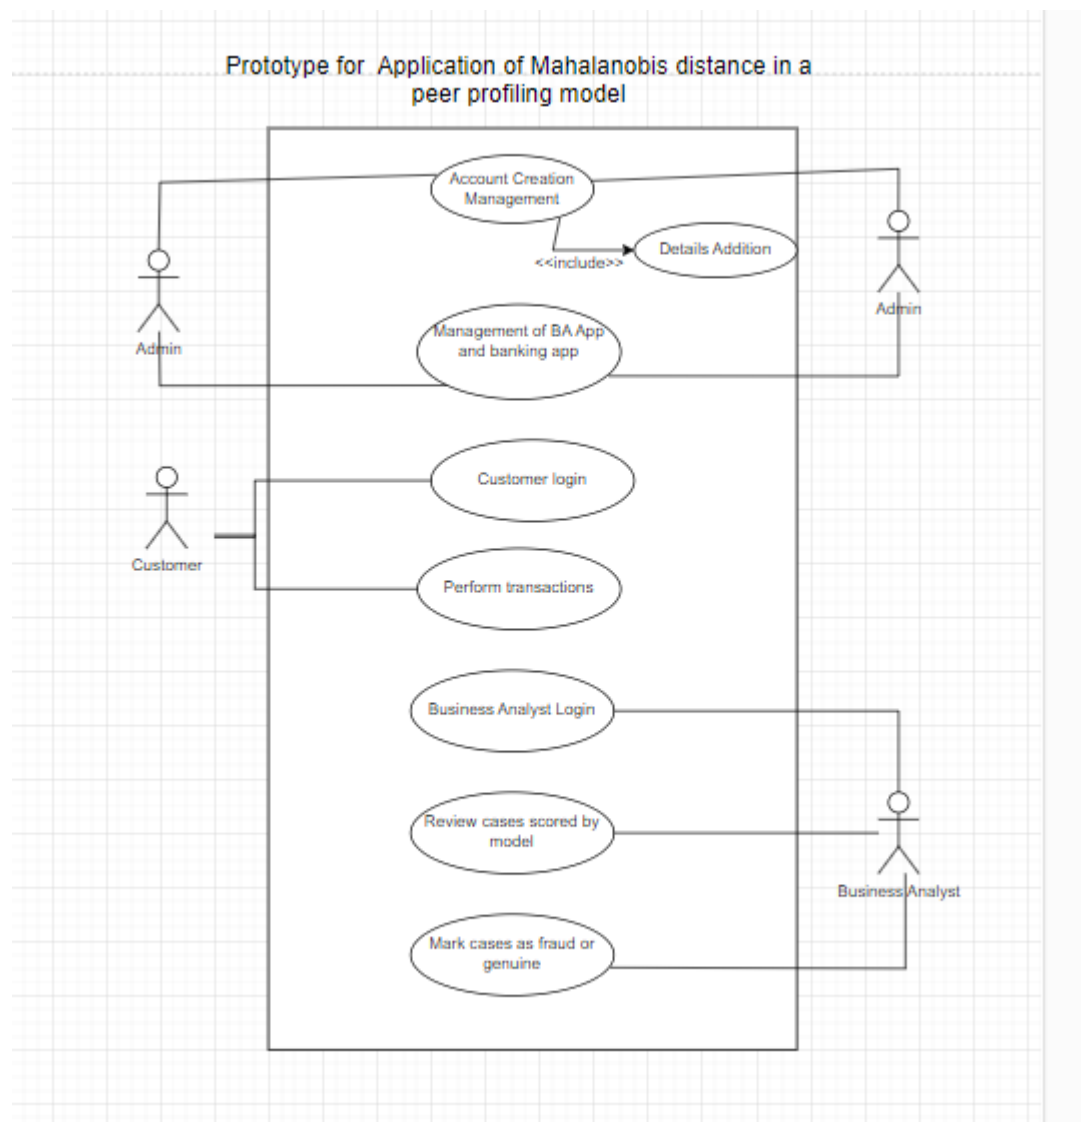 Prototype for Application of Mahalanobis distance in a
peer profiling model
Account Creation
Management
Details Addition
<<include>>
Admin
Admin
Management of BA App
and banking app
Customer login
Customer
Perform transactions
Business Analyst Login
Review cases scored by
model
Business Analyst
Mark cases as fraud or
genuine